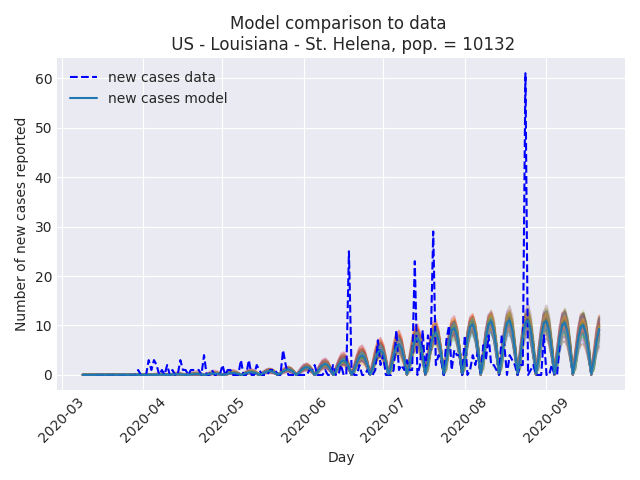 Model comparison to data
US - Louisiana - St. Helena, pop. = 10132
new cases data
new cases model
Number of new cases reported
60
50
40
30
20
10
0
2020-03
2020-04
2020-05
2020-06
2020-07
2020-08
2020-09
Day